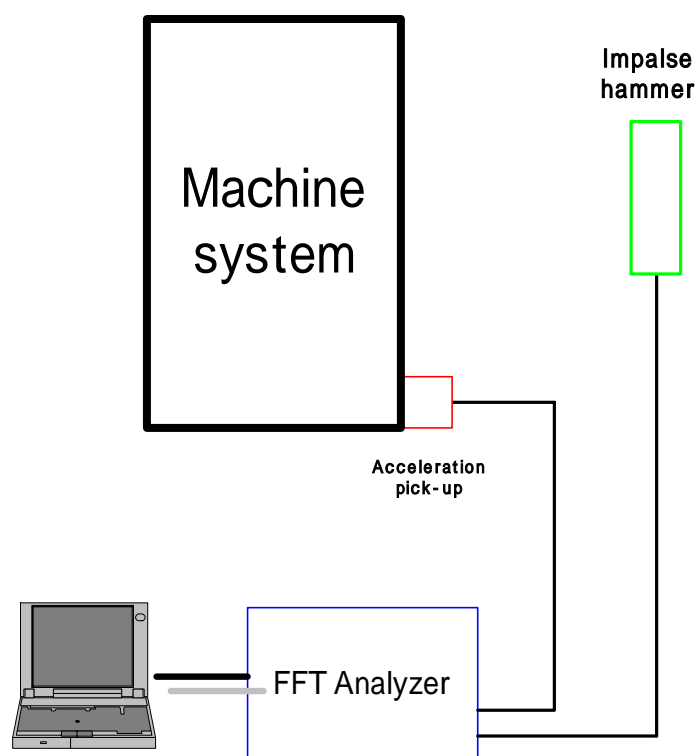 Impalse
hammer
Machine
system
Acceleration
pick-up
FFT Analyzer